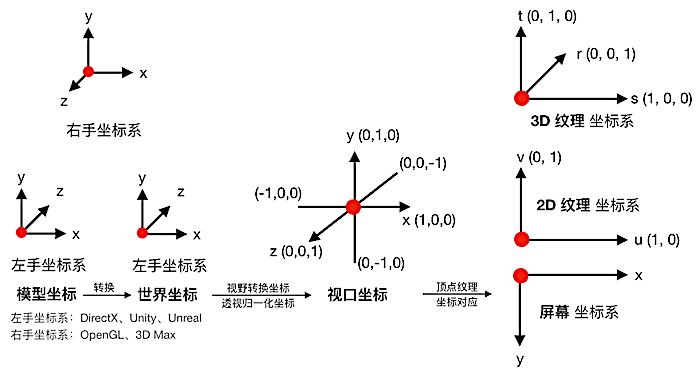 y
x
z
右手坐标系
y
z
x
左手坐标系
模型坐标
转换
y
z
x
左手坐标系
世界坐标
左手坐标系：DirectX、Unity、Unreal
右手坐标系：OpenGL、3D Max
视野转换坐标
透视归一化坐标
y (0,1,0)
(0,0,-1)
(-1,0,0)
x (1,0,0)
z (0,0,1)
(0,-1,0)
视口坐标
顶点纹理
坐标对应
t (0, 1, 0)
r (0, 0, 1)
s (1, 0, 0)
3D 纹理 坐标系
v (0, 1)
2D 纹理 坐标系
u (1, 0)
x
屏幕 坐标系
y